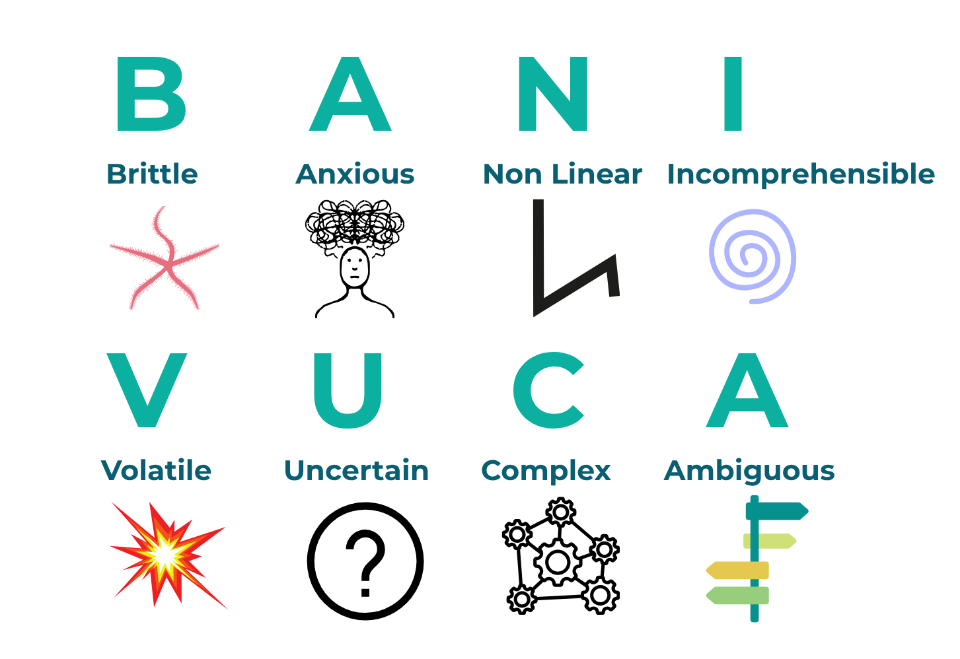 B A N I
Brittle Anxious Non Linear Incomprehensible
V U C A
Volatile Uncertain Complex Ambiguous
?